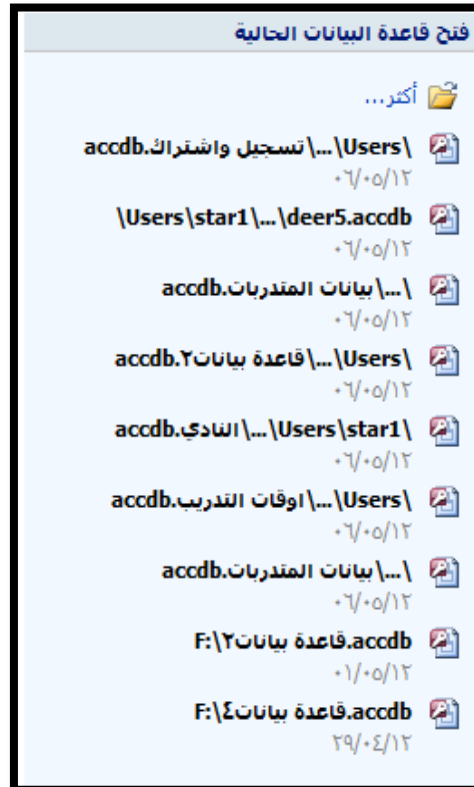 فتح قاعدة البيانات الحالية
أكثر...
\Users\...\تسجيل واشتراك.accdb
٠٦/٠٥/١٢
\Users\star1\...\deer5.accdb
٠٦/٠٥/١٢
\...\بيانات المتدربات.accdb
٠٦/٠٥/١٢
\Users\...\قاعدة بيانات٢.accdb
٠٦/٠٥/١٢
\Users\star1\...\النادي.accdb
٠٦/٠٥/١٢
\Users\...\اوقات التدريب.accdb
٠٦/٠٥/١٢
\...\بيانات المتدربات.accdb
٠٦/٠٥/١٢
F:\قاعدة بيانات٢.accdb
٠١/٠٥/١٢
F:\قاعدة بيانات٤.accdb
٢٩/٠٤/١٢